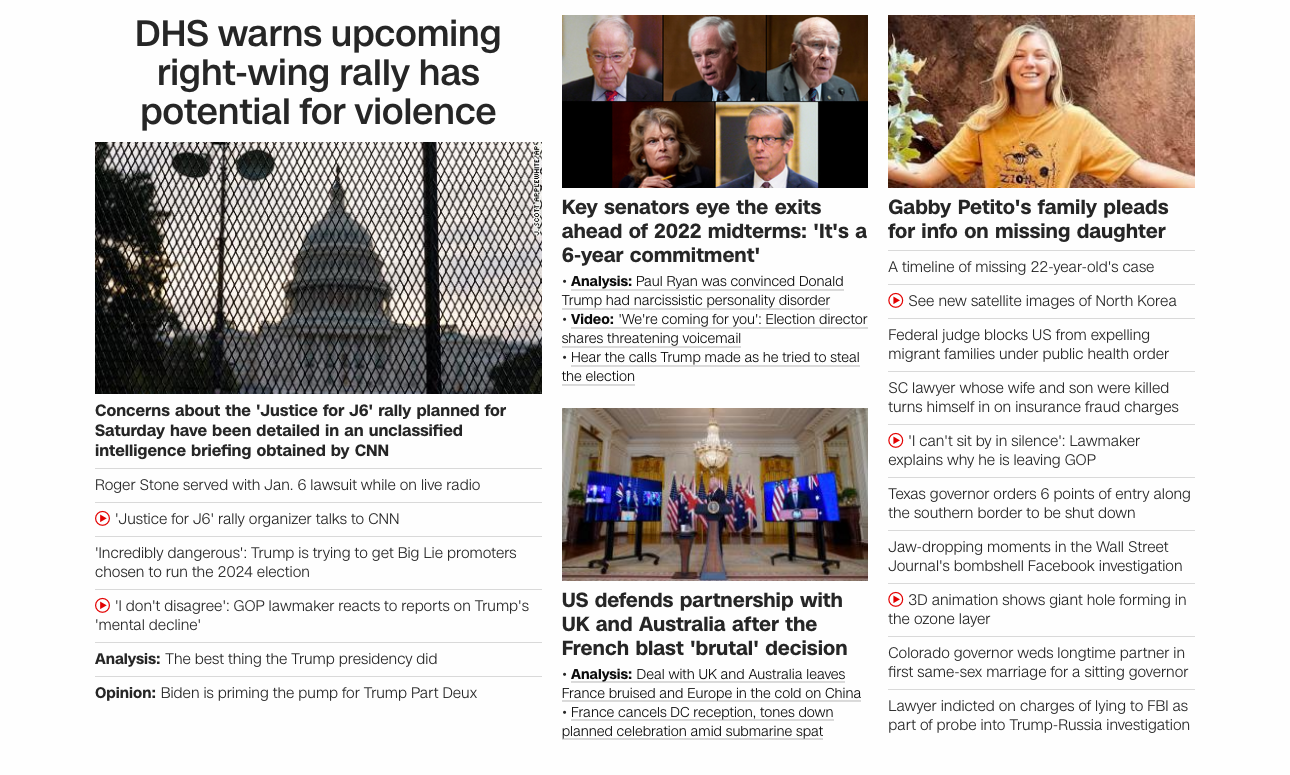 DHS warns upcoming
right-wing rally has
potential for violence
J. SCOTT APPLEWHITE/AP
Concerns about the 'Justice for J6' rally planned for
Saturday have been detailed in an unclassified
intelligence briefing obtained by CNN
Roger Stone served with Jan. 6 lawsuit while on live radio
'Justice for J6' rally organizer talks to CNN
'Incredibly dangerous': Trump is trying to get Big Lie promoters
chosen to run the 2024 election
'I don't disagree': GOP lawmaker reacts to reports on Trump's
'mental decline'
Analysis: The best thing the Trump presidency did
Opinion: Biden is priming the pump for Trump Part Deux
Key senators eye the exits
ahead of 2022 midterms: 'It's a
6-year commitment'
• Analysis: Paul Ryan was convinced Donald
Trump had narcissistic personality disorder
• Video: 'We're coming for you': Election director
shares threatening voicemail
• Hear the calls Trump made as he tried to steal
the election
US defends partnership with
UK and Australia after the
French blast 'brutal' decision
• Analysis: Deal with UK and Australia leaves
France bruised and Europe in the cold on China
• France cancels DC reception, tones down
planned celebration amid submarine spat
ZION
Gabby Petito's family pleads
for info on missing daughter
A timeline of missing 22-year-old's case
See new satellite images of North Korea
Federal judge blocks US from expelling
migrant families under public health order
SC lawyer whose wife and son were killed
turns himself in on insurance fraud charges
'I can't sit by in silence': Lawmaker
explains why he is leaving GOP
Texas governor orders 6 points of entry along
the southern border to be shut down
Jaw-dropping moments in the Wall Street
Journal's bombshell Facebook investigation
3D animation shows giant hole forming in
the ozone layer
Colorado governor weds longtime partner in
first same-sex marriage for a sitting governor
Lawyer indicted on charges of lying to FBI as
part of probe into Trump-Russia investigation